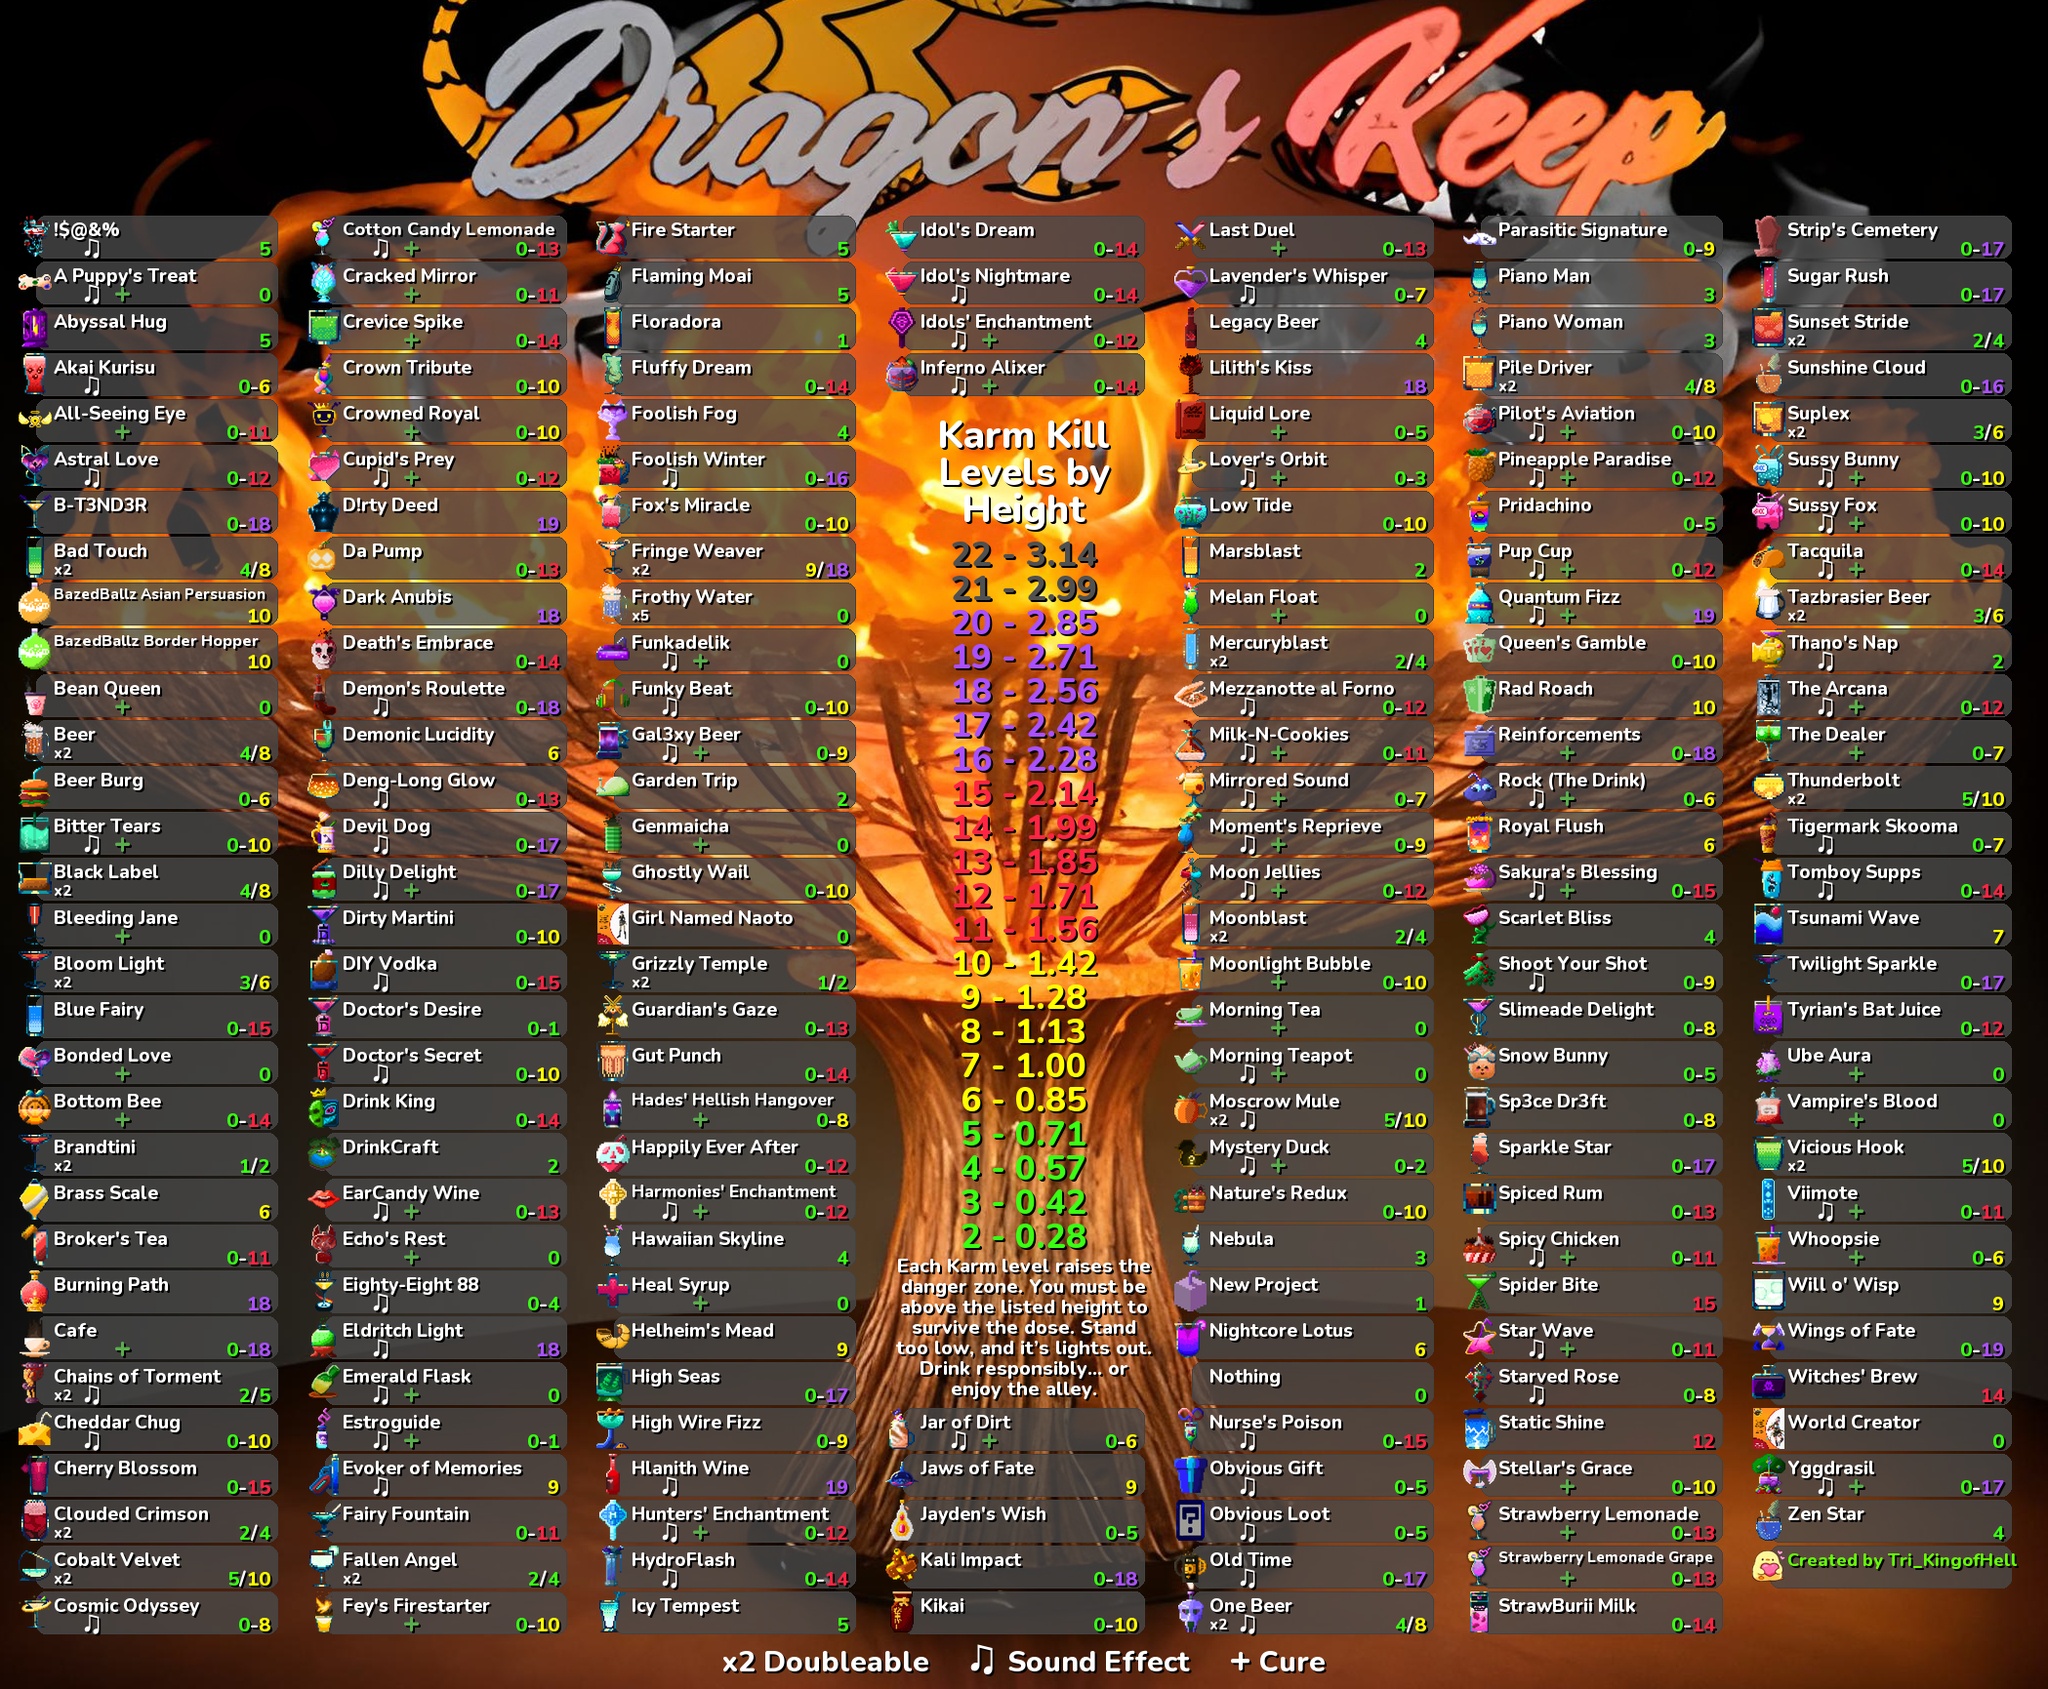 Dragon's Keep
!$@&%
♫
5
A Puppy's Treat
♫ +
0
Abyssal Hug
5
Akai Kurisu
♫
0-6
All-Seeing Eye
+
0-11
Astral Love
♫
0-12
B-T3ND3R
0-18
Bad Touch
x2
4/8
BazedBallz Asian Persuasion
10
BazedBallz Border Hopper
10
Bean Queen
+
0
Beer
x2
4/8
Beer Burg
0-6
Bitter Tears
♫ +
0-10
Black Label
x2
4/8
Bleeding Jane
+
0
Bloom Light
x2
3/6
Blue Fairy
0-15
Bonded Love
+
0
Bottom Bee
+
0-14
Brandtini
x2
1/2
Brass Scale
6
Broker's Tea
0-11
Burning Path
18
Cafe
+
0-18
Chains of Torment
x2 ♫
2/5
Cheddar Chug
♫
0-10
Cherry Blossom
0-15
Clouded Crimson
x2
2/4
Cobalt Velvet
x2
5/10
Cosmic Odyssey
♫
0-8
Cotton Candy Lemonade
♫ +
0-13
Cracked Mirror
+
0-11
Crevice Spike
+
0-14
Crown Tribute
0-10
Crowned Royal
+
0-10
Cupid's Prey
♫ +
0-12
D!rty Deed
19
Da Pump
0-13
Dark Anubis
18
Death's Embrace
0-14
Demon's Roulette
♫
0-18
Demonic Lucidity
6
Deng-Long Glow
♫
0-13
Devil Dog
♫
0-17
Dilly Delight
♫ +
0-17
Dirty Martini
0-10
DIY Vodka
♫
0-15
Doctor's Desire
0-1
Doctor's Secret
♫
0-10
Drink King
0-14
DrinkCraft
2
EarCandy Wine
♫ +
0-13
Echo's Rest
+
0
Eighty-Eight 88
♫
0-4
Eldritch Light
♫
18
Emerald Flask
♫ +
0
Estroguide
♫ +
0-1
Evoker of Memories
♫
9
Fairy Fountain
0-11
Fallen Angel
x2
2/4
Fey's Firestarter
+
0-10
Fire Starter
5
Flaming Moai
5
Floradora
1
Fluffy Dream
0-14
Foolish Fog
4
Foolish Winter
♫
0-16
Fox's Miracle
0-10
Fringe Weaver
x2
9/18
Frothy Water
x5
0
Funkadelik
♫ +
0
Funky Beat
♫
0-10
Gal3xy Beer
♫ +
0-9
Garden Trip
2
Genmaicha
+
0
Ghostly Wail
0-10
Girl Named Naoto
0
Grizzly Temple
x2
1/2
Guardian's Gaze
0-13
Gut Punch
0-14
Hades' Hellish Hangover
+
0-8
Happily Ever After
0-12
Harmonies' Enchantment
♫ +
0-12
Hawaiian Skyline
4
Heal Syrup
+
0
Helheim's Mead
9
High Seas
0-17
High Wire Fizz
0-9
Hlanith Wine
♫
19
Hunters' Enchantment
♫ +
0-12
HydroFlash
♫
0-14
Icy Tempest
5
Idol's Dream
0-14
Idol's Nightmare
♫
0-14
Idols' Enchantment
♫ +
0-12
Inferno Alixer
♫ +
0-14
Karm Kill
Levels by
Height
22 - 3.14
21 - 2.99
20 - 2.85
19 - 2.71
18 - 2.56
17 - 2.42
16 - 2.28
15 - 2.14
14 - 1.99
13 - 1.85
12 - 1.71
11 - 1.56
10 - 1.42
9 - 1.28
8 - 1.13
7 - 1.00
6 - 0.85
5 - 0.71
4 - 0.57
3 - 0.42
2 - 0.28
Each Karm level raises the
danger zone. You must be
above the listed height to
survive the dose. Stand
too low, and it's lights out.
Drink responsibly... or
enjoy the alley.
Jar of Dirt
♫ +
0-6
Jaws of Fate
9
Jayden's Wish
0-5
Kali Impact
0-18
Kikai
0-10
Last Duel
+
0-13
Lavender's Whisper
♫
0-7
Legacy Beer
4
Lilith's Kiss
18
Liquid Lore
+
0-5
Lover's Orbit
♫ +
0-3
Low Tide
0-10
Marsblast
2
Melan Float
+
0
Mercuryblast
x2
2/4
Mezzanotte al Forno
♫
0-12
Milk-N-Cookies
♫ +
0-11
Mirrored Sound
♫ +
0-7
Moment's Reprieve
♫ +
0-9
Moon Jellies
♫ +
0-12
Moonblast
x2
2/4
Moonlight Bubble
+
0-10
Morning Tea
+
0
Morning Teapot
♫ +
0
Moscrow Mule
x2 ♫
5/10
Mystery Duck
♫ +
0-2
Nature's Redux
0-10
Nebula
3
New Project
1
Nightcore Lotus
6
Nothing
0
Nurse's Poison
♫
0-15
Obvious Gift
♫
0-5
Obvious Loot
♫
0-5
Old Time
♫
0-17
One Beer
x2 ♫
4/8
Parasitic Signature
0-9
Piano Man
3
Piano Woman
3
Pile Driver
x2
4/8
Pilot's Aviation
♫ +
0-10
Pineapple Paradise
♫ +
0-12
Pridachino
0-5
Pup Cup
♫ +
0-12
Quantum Fizz
♫ +
19
Queen's Gamble
0-10
Rad Roach
10
Reinforcements
+
0-18
Rock (The Drink)
♫ +
0-6
Royal Flush
6
Sakura's Blessing
♫ +
0-15
Scarlet Bliss
4
Shoot Your Shot
♫
0-9
Slimeade Delight
0-8
Snow Bunny
0-5
Sp3ce Dr3ft
0-8
Sparkle Star
0-17
Spiced Rum
0-13
Spicy Chicken
♫ +
0-11
Spider Bite
15
Star Wave
♫ +
0-11
Starved Rose
♫
0-8
Static Shine
12
Stellar's Grace
+
0-10
Strawberry Lemonade
+
0-13
Strawberry Lemonade Grape
+
0-13
StrawBurii Milk
0-14
Strip's Cemetery
0-17
Sugar Rush
0-17
Sunset Stride
x2
2/4
Sunshine Cloud
0-16
Suplex
x2
3/6
Sussy Bunny
♫ +
0-10
Sussy Fox
♫ +
0-10
Tacquila
♫ +
0-14
Tazbrasier Beer
x2
3/6
Thano's Nap
♫
2
The Arcana
♫ +
0-12
The Dealer
+
0-7
Thunderbolt
x2
5/10
Tigermark Skooma
♫
0-7
Tomboy Supps
♫
0-14
Tsunami Wave
7
Twilight Sparkle
0-17
Tyrian's Bat Juice
0-12
Ube Aura
+
0
Vampire's Blood
+
0
Vicious Hook
x2
5/10
Viimote
♫ +
0-11
Whoopsie
+
0-6
Will o' Wisp
9
Wings of Fate
0-19
Witches' Brew
14
World Creator
0
Yggdrasil
♫ +
0-17
Zen Star
4
Created by Tri_KingofHell
x2 Doubleable ♫ Sound Effect + Cure